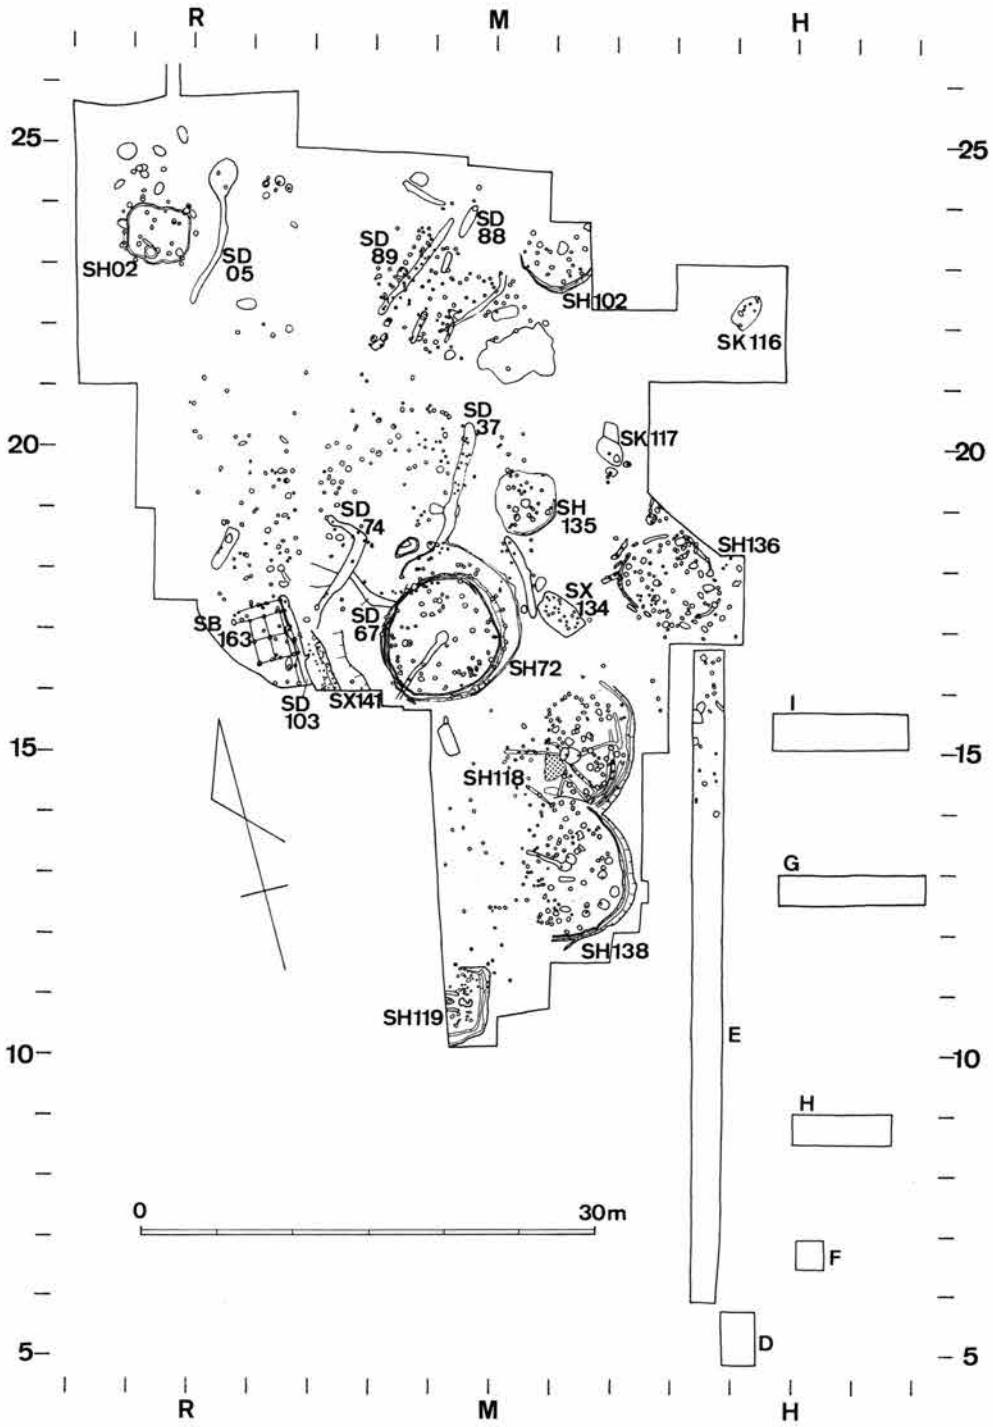 R M H
25 25
SD
88
SD
89
SH02
SD
05
SH102
SK116
SD
37
20 20
SK117
SD
74
SH
135
SH136
SX
134
SB
163
SD
67
SH72
SD
103
SX141
I
15 15
SH118
G
SH138
SH119
E
10 10
H
0 30m
F
D
5 5
R M H